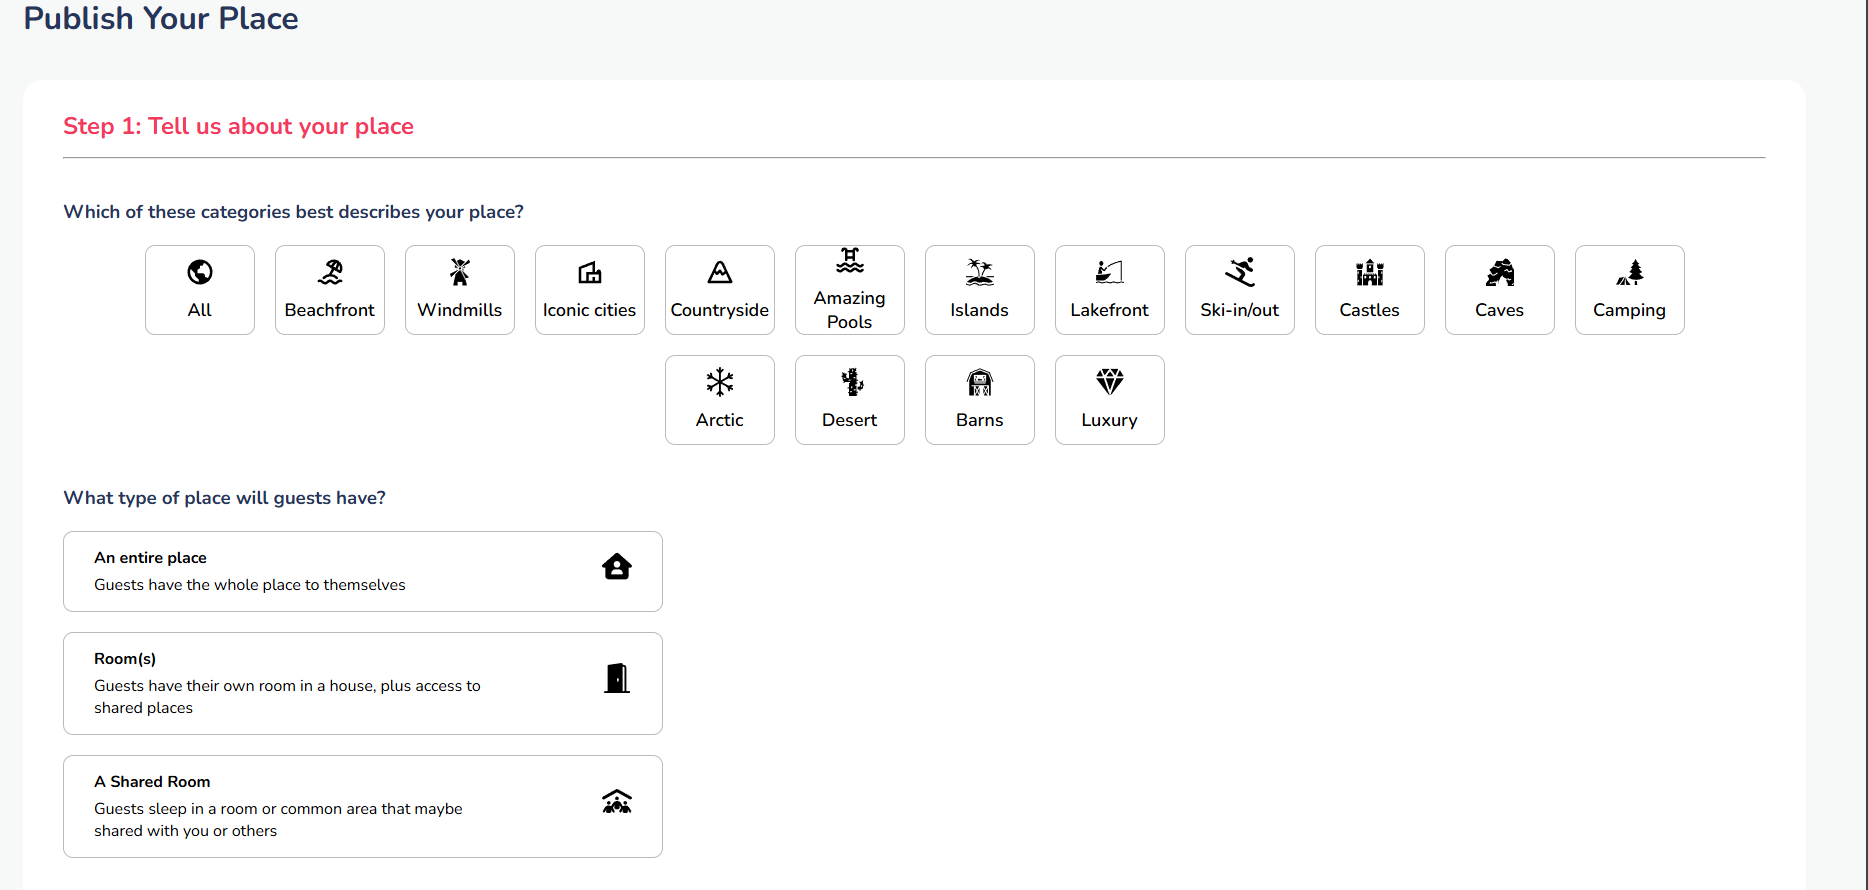 Publish Your Place
Step 1: Tell us about your place
Which of these categories best describes your place?
All
Beachfront
Windmills
Iconic cities
Countryside
Amazing
Pools
Islands
Lakefront
Ski-in/out
Castles
Caves
Camping
Arctic
Desert
Barns
Luxury
What type of place will guests have?
An entire place
Guests have the whole place to themselves
Room(s)
Guests have their own room in a house, plus access to
shared places
A Shared Room
Guests sleep in a room or common area that maybe
shared with you or others